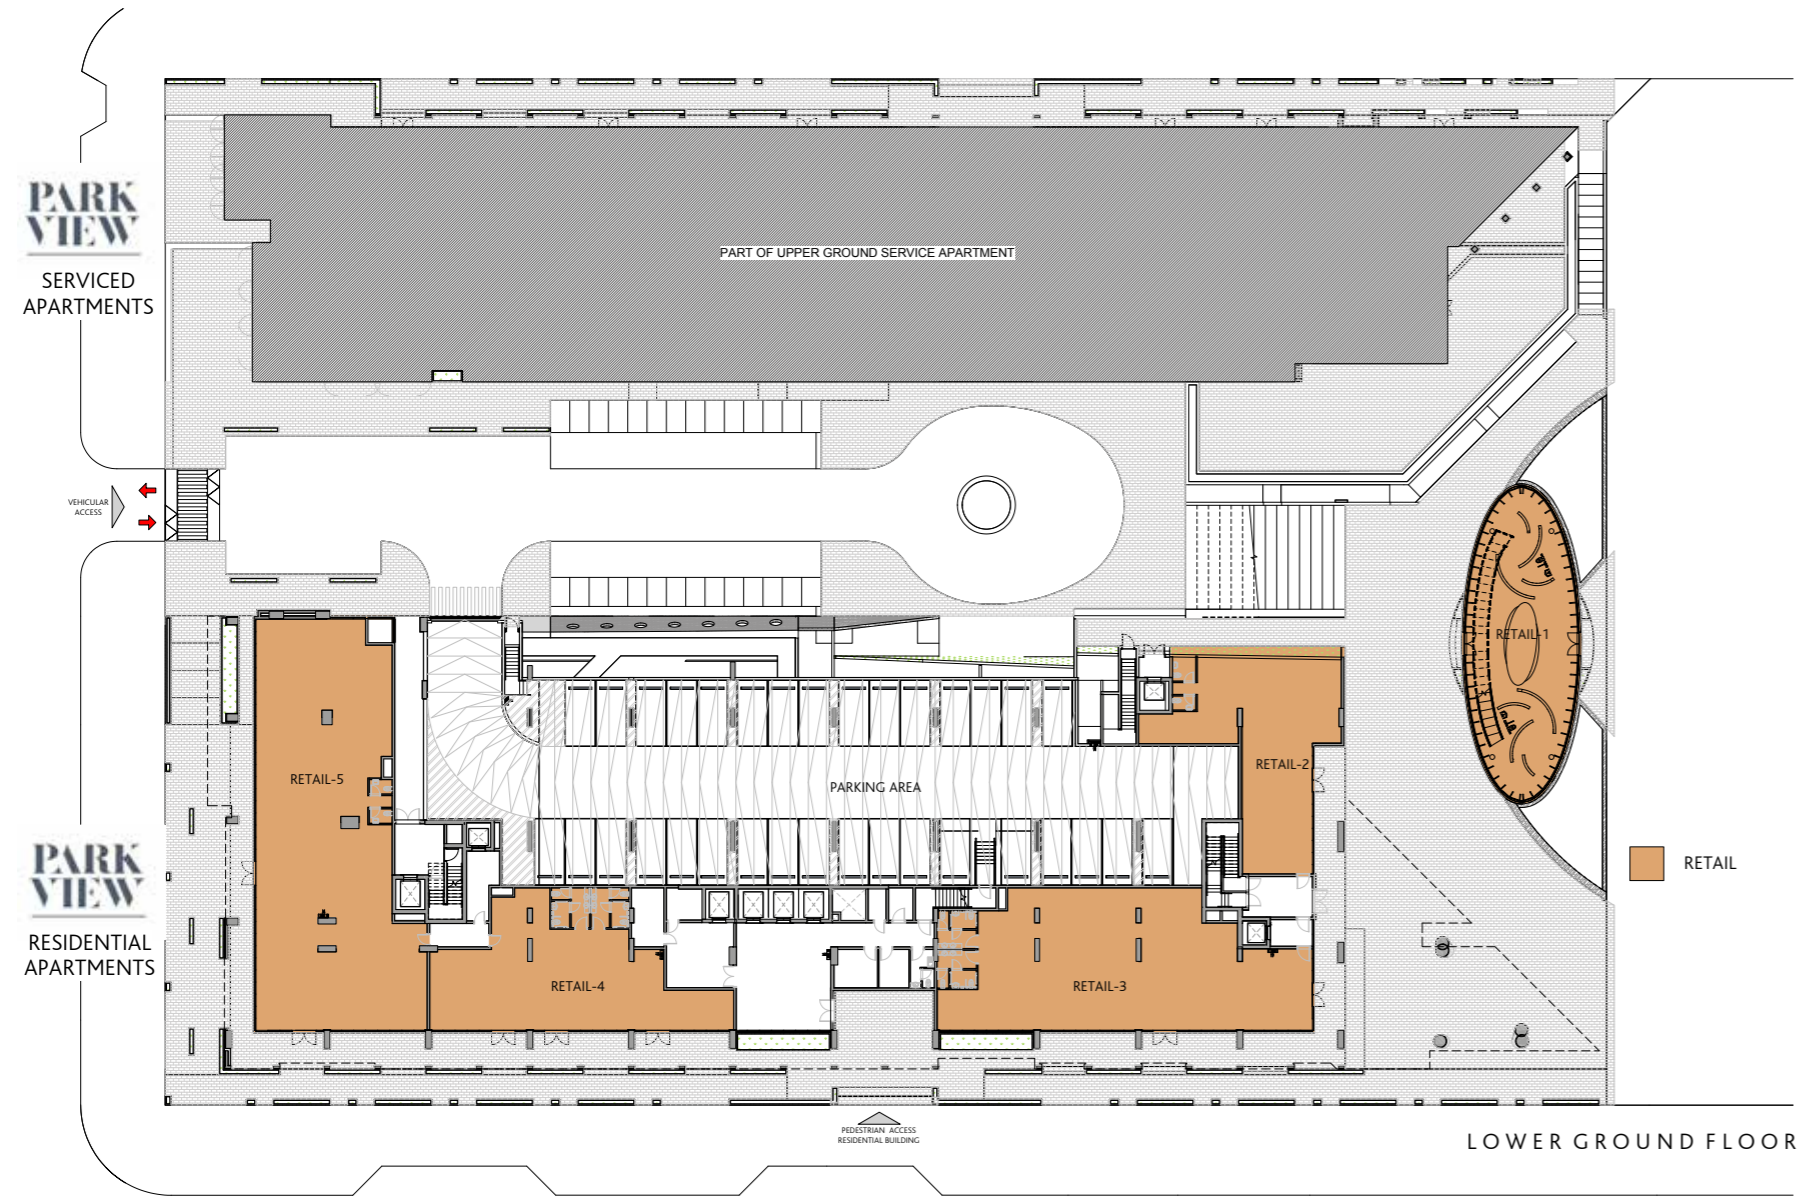 PARK
VIEW
SERVICED
APARTMENTS
PART OF UPPER GROUND SERVICE APARTMENT
VEHICULAR
ACCESS
RETAIL-1
RETAIL-2
RETAIL-5
PARKING AREA
PARK
VIEW
RESIDENTIAL
APARTMENTS
RETAIL
RETAIL-4
RETAIL-3
PEDESTRIAN ACCESS
RESIDENTIAL BUILDING
LOWER GROUND FLOOR